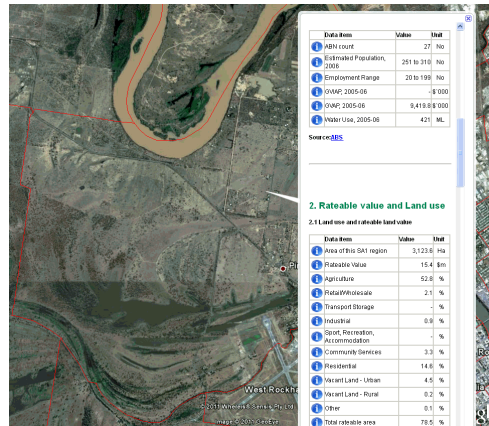 Data item Value Unit
ABN count 27 No
Estimated Population, 2006 251 to 310 No
Employment Range 20 to 199 No
GVIAP, 2005-06 - $'000
GVAP, 2005-06 9,419.8 $'000
Water Use, 2005-06 421 ML
Source:ABS
2. Rateable value and Land use
2.1 Land use and rateable land value
Data item Value Unit
Area of this SA1 region 3,123.6 Ha
Rateable Value 15.4 $m
Agriculture 52.8 %
Retail/Wholesale 2.1 %
Transport Storage - %
Industrial 0.9 %
Sport, Recreation, Accommodation - %
Community Services 3.3 %
Residential 14.6 %
Vacant Land - Urban 4.5 %
Vacant Land - Rural 0.2 %
Other 0.1 %
Total rateable area 78.5 %
Pi
West Rockha
© 2011 Whereis® Sensis Pty Ltd
Image © 2011 GeoEye
Ro
g